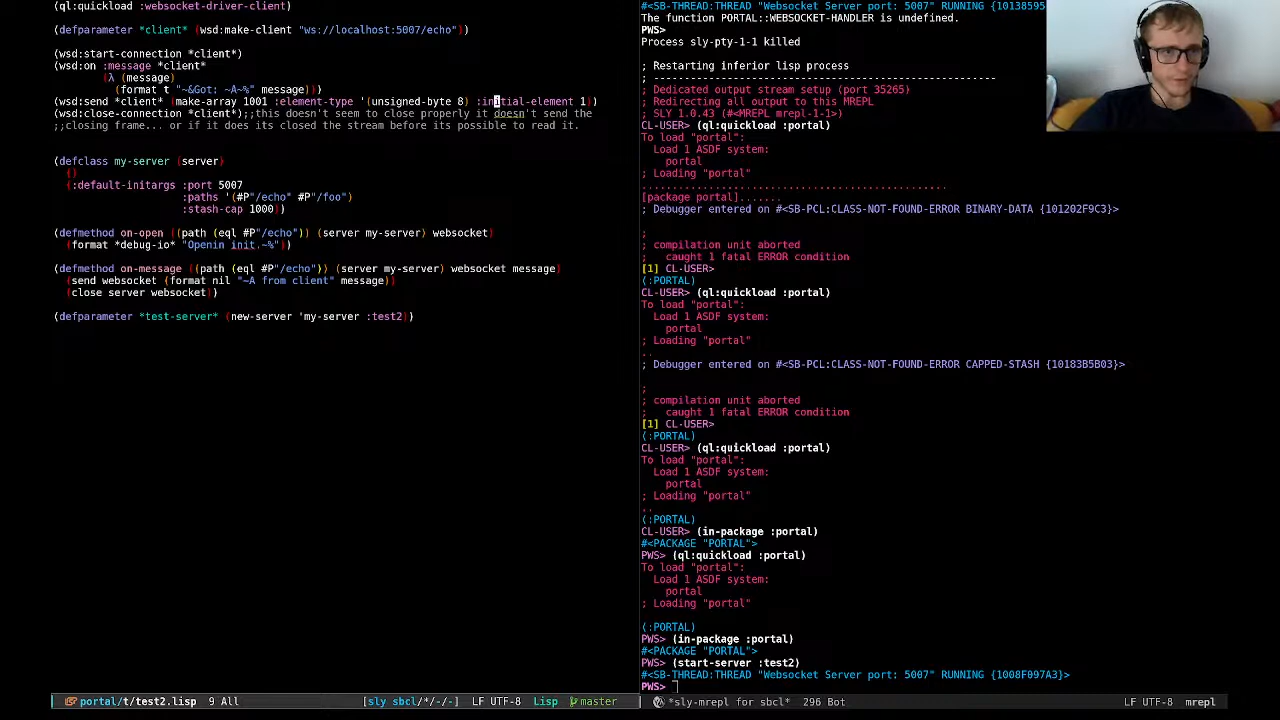 (ql:quickload :websocket-driver-client)
(defparameter *client* (wsd:make-client "ws://localhost:5007/echo"))
(wsd:start-connection *client*)
(wsd:on :message *client*
(λ (message)
(format t "~&Got: ~A~%" message)))
(wsd:send *client* (make-array 1001 :element-type '(unsigned-byte 8) :initial-element 1))
(wsd:close-connection *client*);;this doesn't seem to close properly it doesn't send the
;;closing frame... or if it does its closed the stream before its possible to read it.
(defclass my-server (server)
()
(:default-initargs :port 5007
:paths '(#P"/echo" #P"/foo")
:stash-cap 1000))
(defmethod on-open ((path (eql #P"/echo")) (server my-server) websocket)
(format *debug-io* "Openin init.~%"))
(defmethod on-message ((path (eql #P"/echo")) (server my-server) websocket message)
(send websocket (format nil "~A from client" message))
(close server websocket))
(defparameter *test-server* (new-server 'my-server :test2))
portal/t/test2.lisp 9 All [sly sbcl/*/-/-] LF UTF-8 Lisp master
#<SB-THREAD:THREAD "Websocket Server port: 5007" RUNNING {10138595
The function PORTAL::WEBSOCKET-HANDLER is undefined.
PWS>
Process sly-pty-1-1 killed
; Restarting inferior lisp process
; -----------------------------------------------------
; Dedicated output stream setup (port 35265)
; Redirecting all output to this MREPL
; SLY 1.0.43 (#<MREPL mrepl-1-1>)
CL-USER> (ql:quickload :portal)
To load "portal":
Load 1 ASDF system:
portal
; Loading "portal"
..................................................
[package portal].......
; Debugger entered on #<SB-PCL:CLASS-NOT-FOUND-ERROR BINARY-DATA {101202F9C3}>
;
; compilation unit aborted
; caught 1 fatal ERROR condition
[1] CL-USER>
(:PORTAL)
CL-USER> (ql:quickload :portal)
To load "portal":
Load 1 ASDF system:
portal
; Loading "portal"
..
; Debugger entered on #<SB-PCL:CLASS-NOT-FOUND-ERROR CAPPED-STASH {10183B5B03}>
;
; compilation unit aborted
; caught 1 fatal ERROR condition
[1] CL-USER>
(:PORTAL)
CL-USER> (ql:quickload :portal)
To load "portal":
Load 1 ASDF system:
portal
; Loading "portal"
..
(:PORTAL)
CL-USER> (in-package :portal)
#<PACKAGE "PORTAL">
PWS> (ql:quickload :portal)
To load "portal":
Load 1 ASDF system:
portal
; Loading "portal"
(:PORTAL)
PWS> (in-package :portal)
#<PACKAGE "PORTAL">
PWS> (start-server :test2)
#<SB-THREAD:THREAD "Websocket Server port: 5007" RUNNING {1008F097A3}>
PWS>
*sly-mrepl for sbcl* 296 Bot LF UTF-8 mrepl